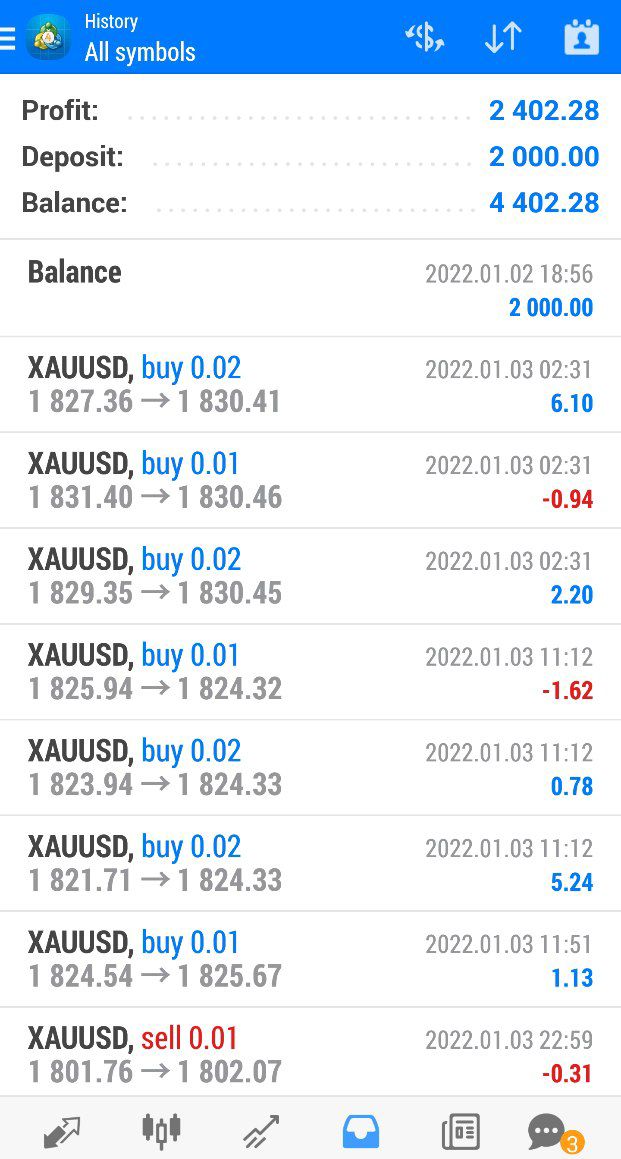 History
All symbols
Profit: 2 402.28
Deposit: 2 000.00
Balance: 4 402.28
Balance 2022.01.02 18:56
2 000.00
XAUUSD, buy 0.02 2022.01.03 02:31
1 827.36 → 1 830.41 6.10
XAUUSD, buy 0.01 2022.01.03 02:31
1 831.40 → 1 830.46 -0.94
XAUUSD, buy 0.02 2022.01.03 02:31
1 829.35 → 1 830.45 2.20
XAUUSD, buy 0.01 2022.01.03 11:12
1 825.94 → 1 824.32 -1.62
XAUUSD, buy 0.02 2022.01.03 11:12
1 823.94 → 1 824.33 0.78
XAUUSD, buy 0.02 2022.01.03 11:12
1 821.71 → 1 824.33 5.24
XAUUSD, buy 0.01 2022.01.03 11:51
1 824.54 → 1 825.67 1.13
XAUUSD, sell 0.01 2022.01.03 22:59
1 801.76 → 1 802.07 -0.31
3